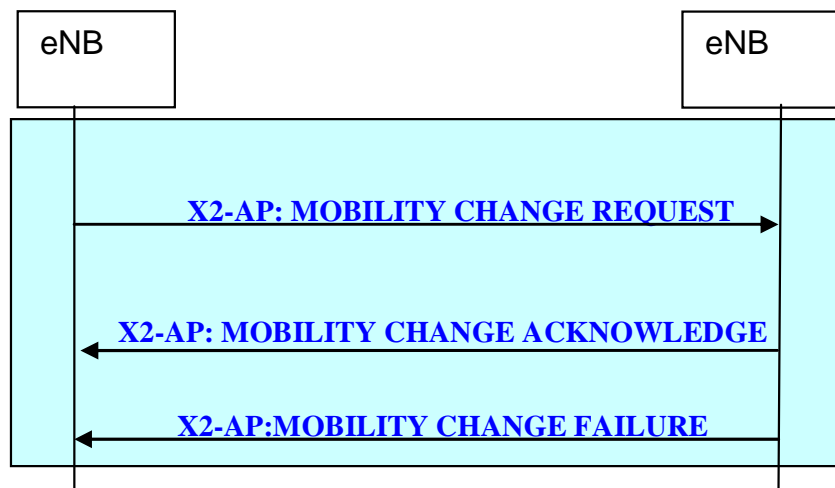 eNB
eNB
X2-AP: MOBILITY CHANGE REQUEST
X2-AP: MOBILITY CHANGE ACKNOWLEDGE
X2-AP:MOBILITY CHANGE FAILURE